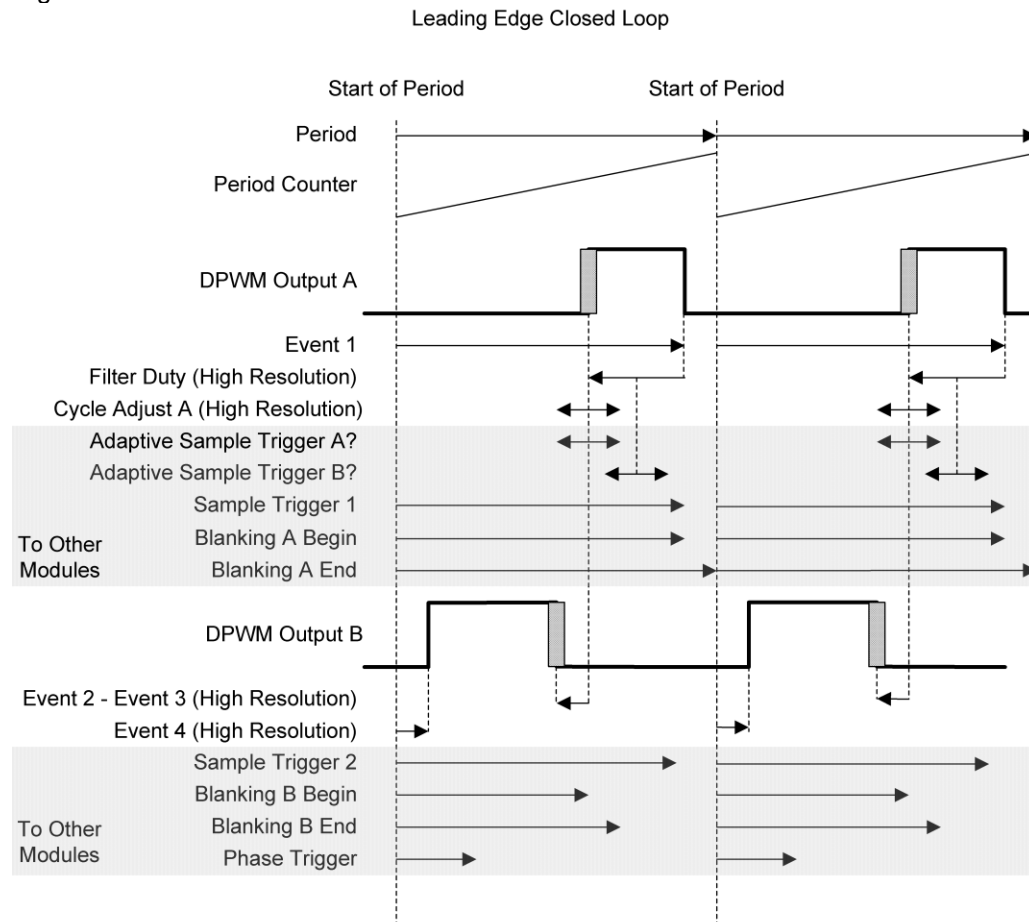 Leading Edge Closed Loop
Start of Period
Start of Period
Period
Period Counter
DPWM Output A
Event 1
Filter Duty (High Resolution)
Cycle Adjust A (High Resolution)
Adaptive Sample Trigger A?
Adaptive Sample Trigger B?
Sample Trigger 1
Blanking A Begin
Blanking A End
To Other
Modules
DPWM Output B
Event 2 - Event 3 (High Resolution)
Event 4 (High Resolution)
Sample Trigger 2
Blanking B Begin
Blanking B End
Phase Trigger
To Other
Modules